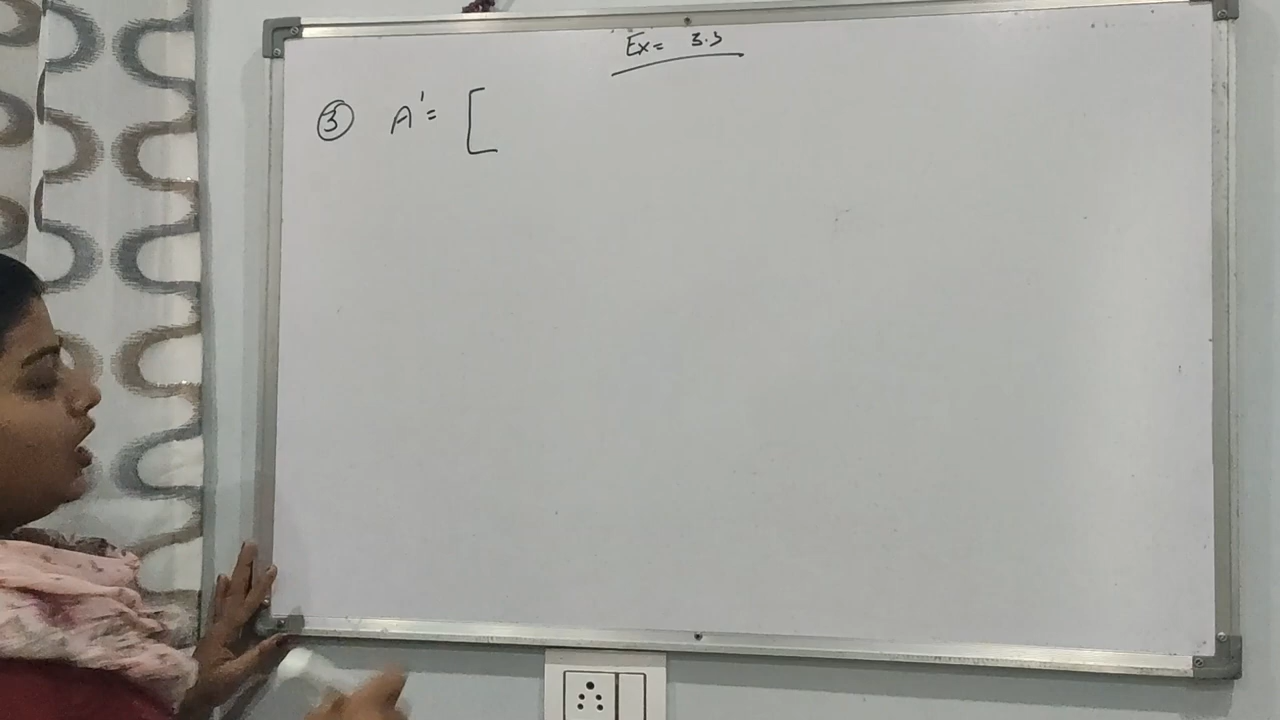 Ex= 3.3
③ A'= [